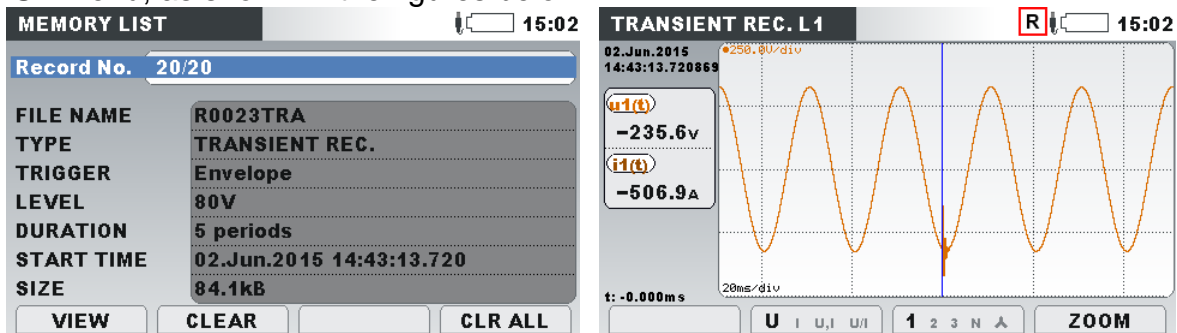 MEMORY LIST 15:02
Record No. 20/20
FILE NAME R0023TRA
TYPE TRANSIENT REC.
TRIGGER Envelope
LEVEL 80V
DURATION 5 periods
START TIME 02.Jun.2015 14:43:13.720
SIZE 84.1kB
VIEW CLEAR CLR ALL
TRANSIENT REC. L1 R 15:02
02.Jun.2015
14:43:13.720869
250.0V/div
u1(t)
-235.6V
i1(t)
-506.9A
20ms/div
t: -0.000ms
U I U,I U/I 1 2 3 N ZOOM